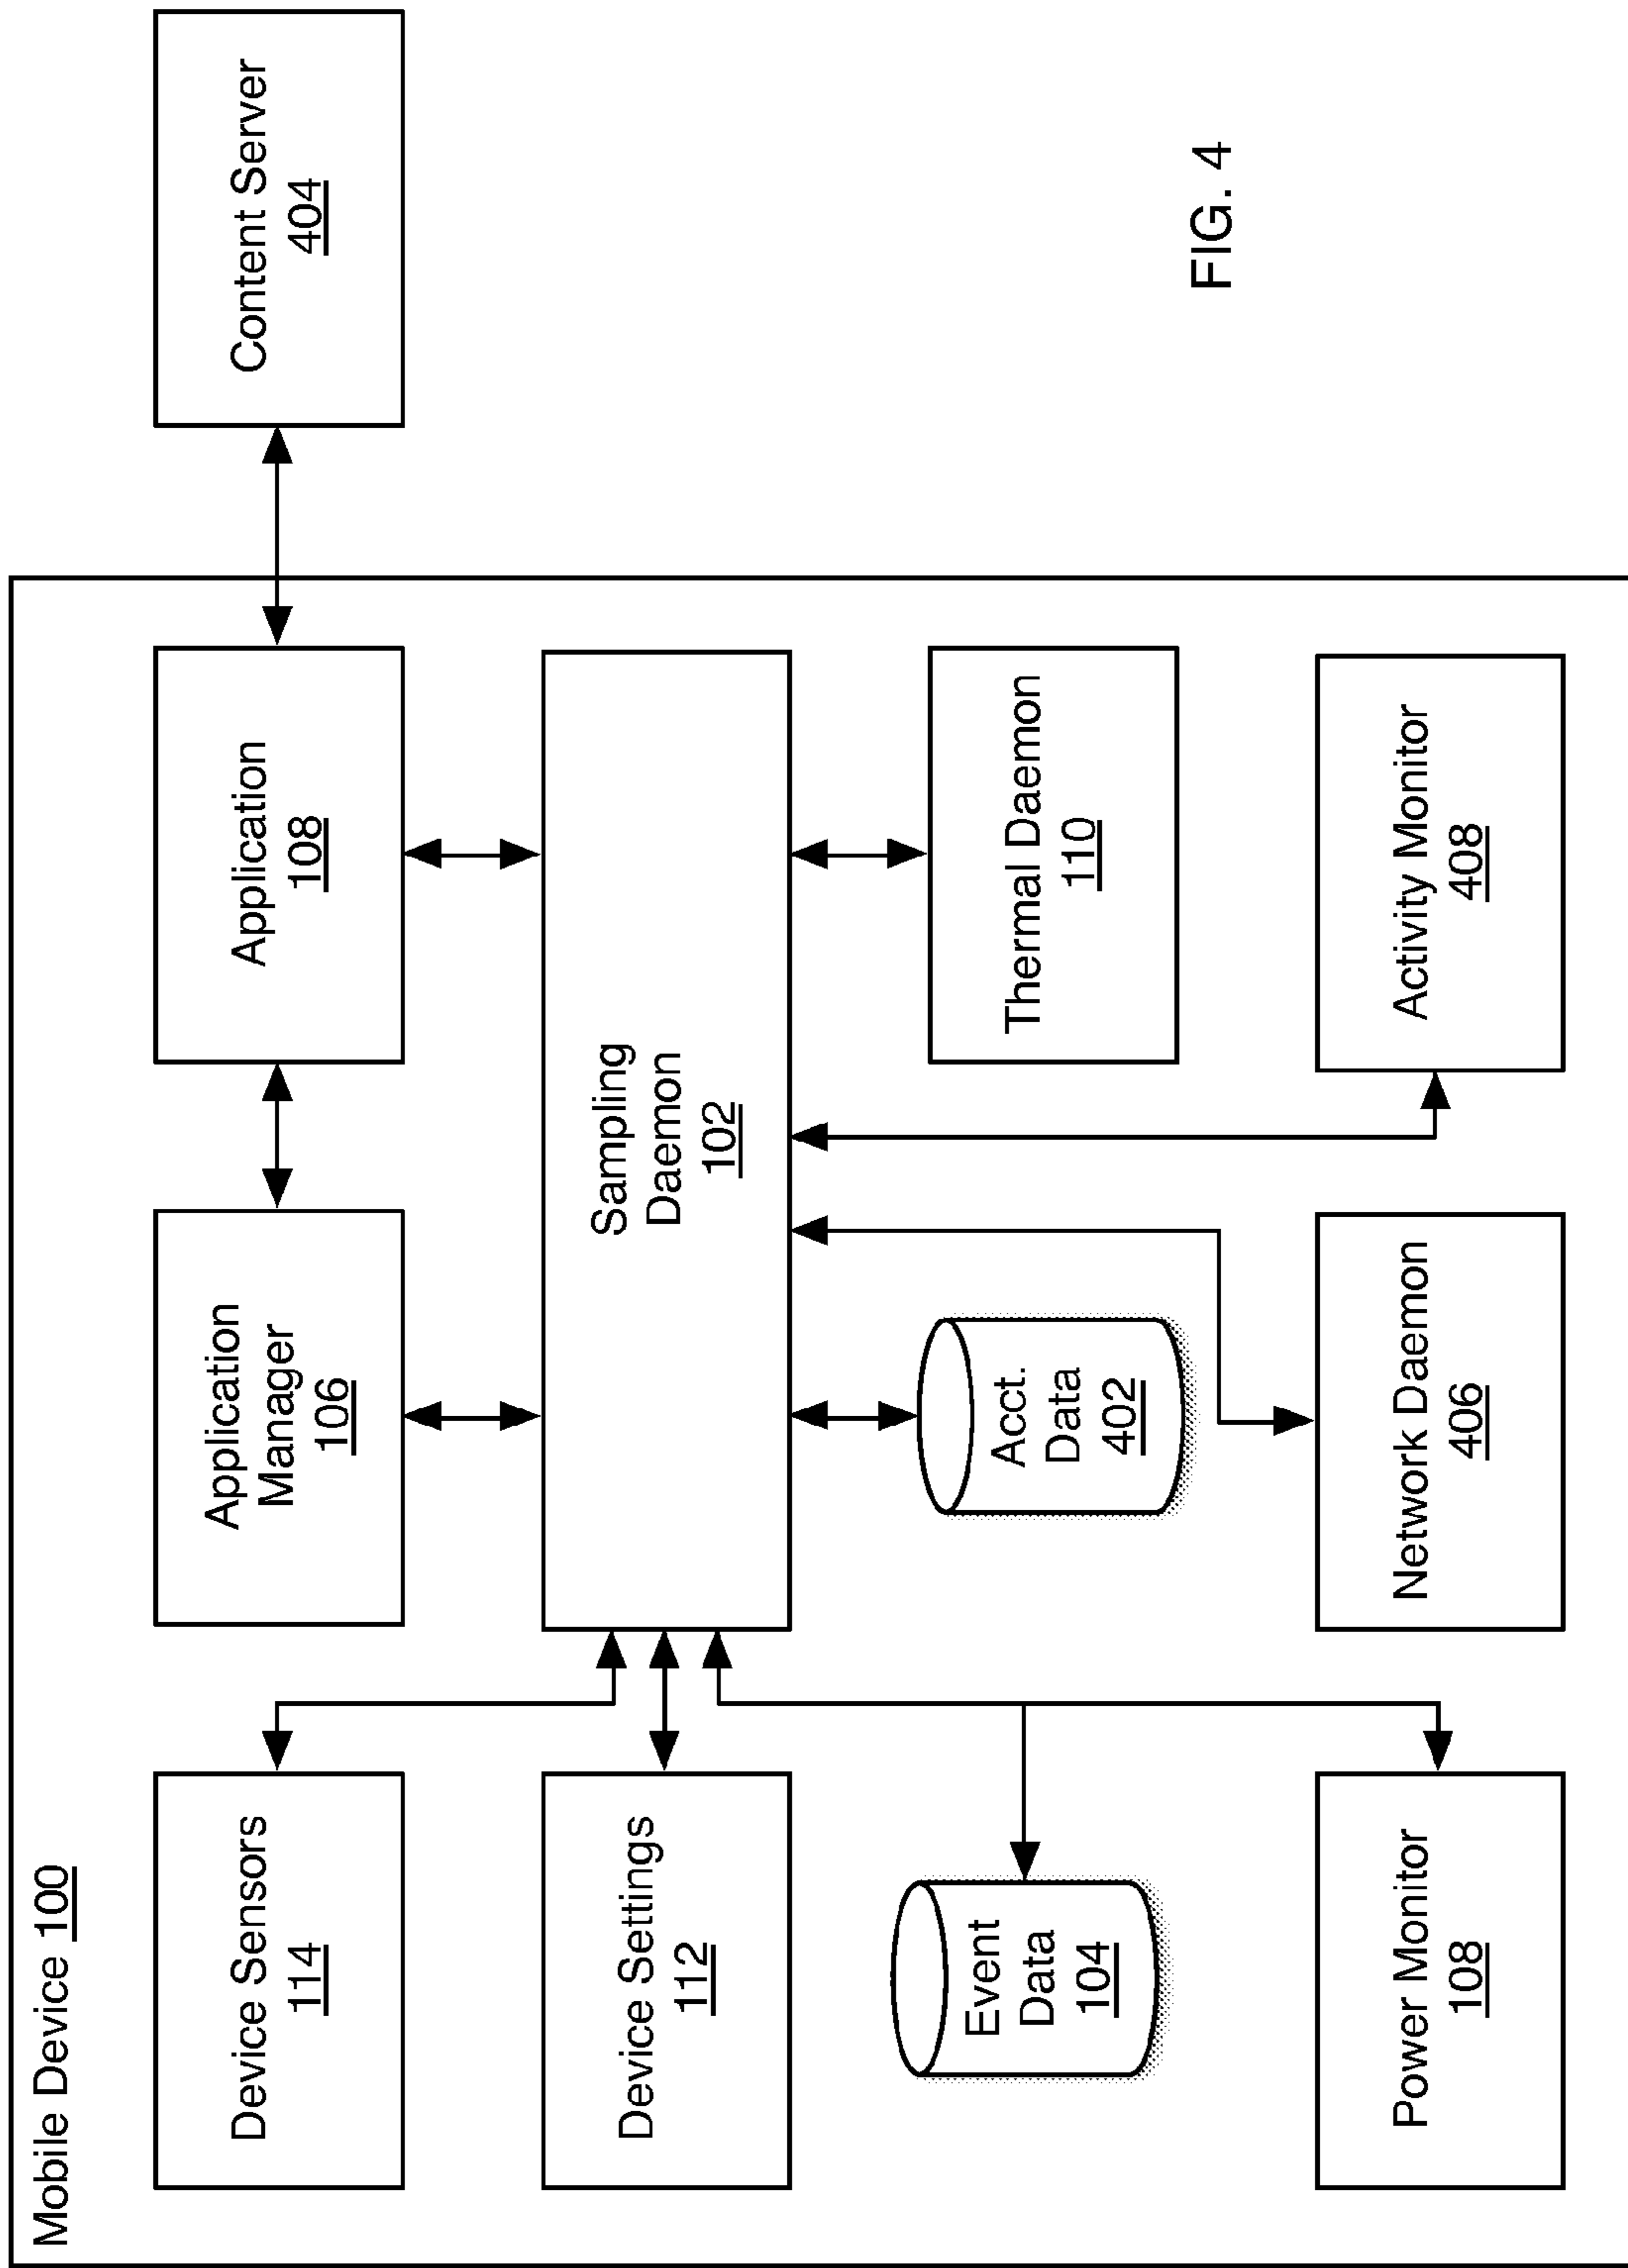 Mobile Device 100
Device Sensors
114
Application
Manager
106
Application
108
Content Server
404
Device Settings
112
Sampling
Daemon
102
Event
Data
104
Acct.
Data
402
Thermal Daemon
110
Power Monitor
108
Network Daemon
406
Activity Monitor
408
FIG. 4